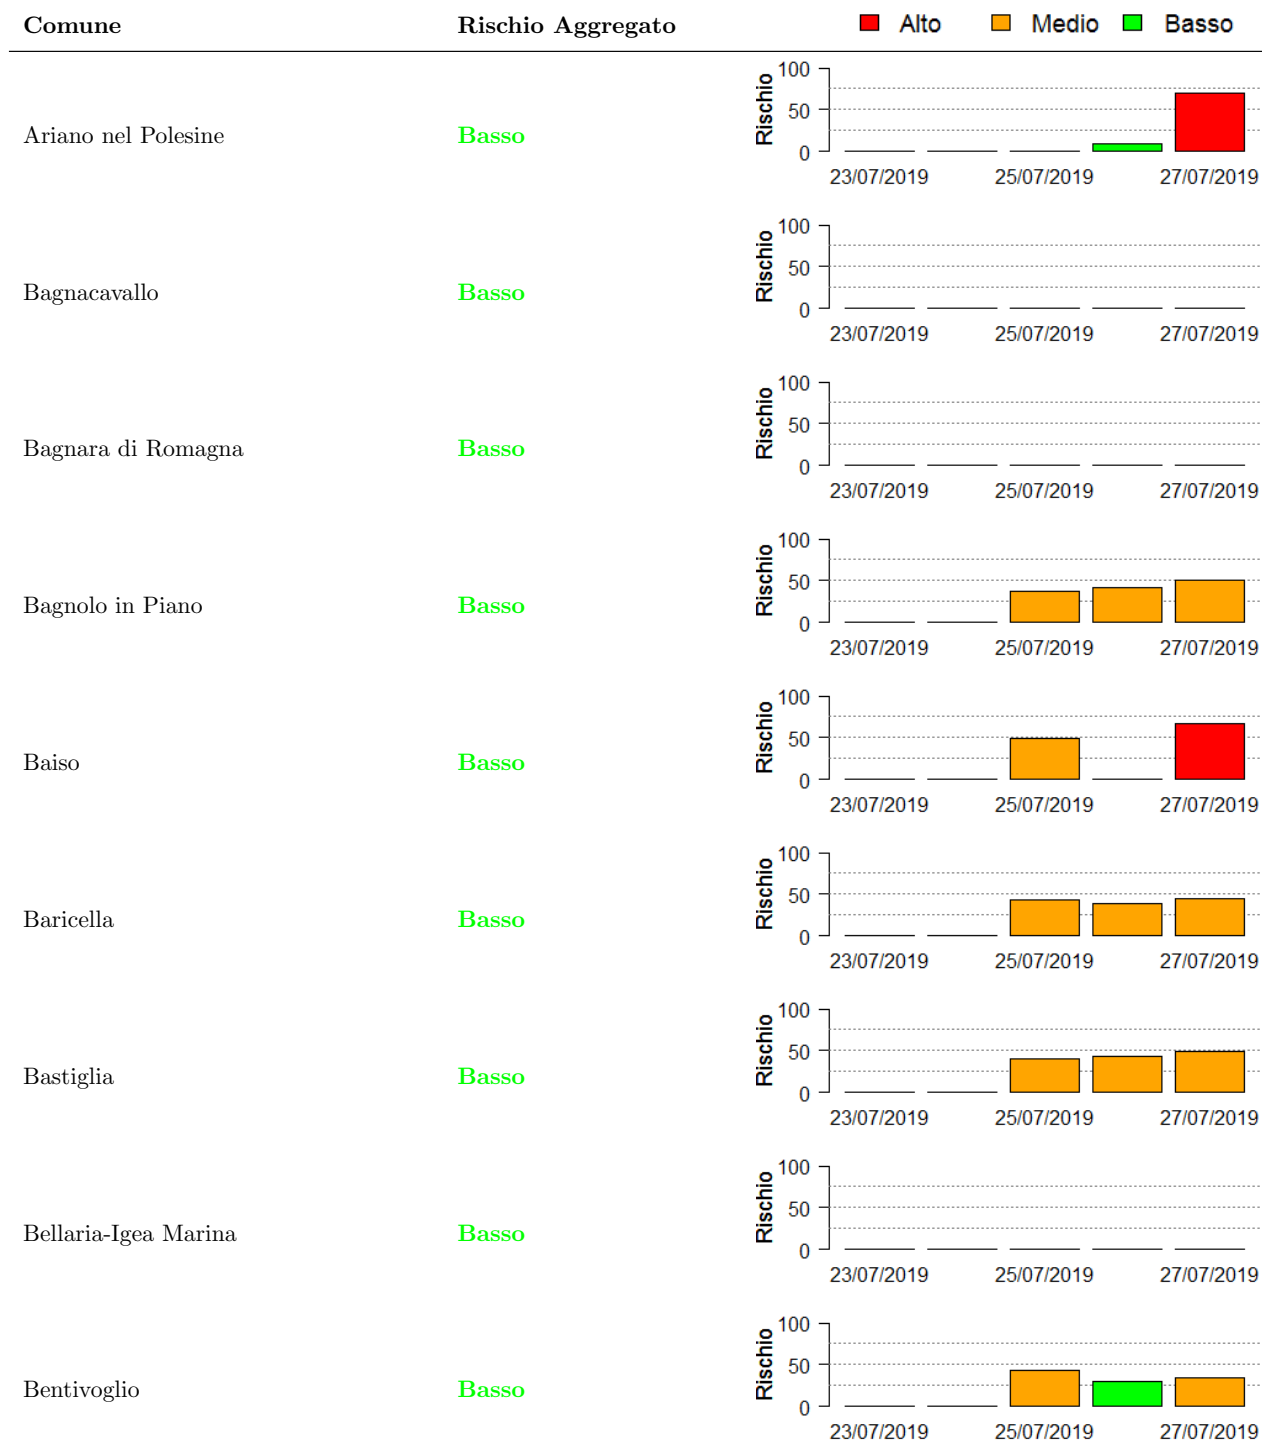 Comune Rischio Aggregato Alto Medio Basso
Ariano nel Polesine Basso
Rischio
100
50
0
23/07/2019 25/07/2019 27/07/2019
Bagnacavallo Basso
Rischio
100
50
0
23/07/2019 25/07/2019 27/07/2019
Bagnara di Romagna Basso
Rischio
100
50
0
23/07/2019 25/07/2019 27/07/2019
Bagnolo in Piano Basso
Rischio
100
50
0
23/07/2019 25/07/2019 27/07/2019
Baiso Basso
Rischio
100
50
0
23/07/2019 25/07/2019 27/07/2019
Baricella Basso
Rischio
100
50
0
23/07/2019 25/07/2019 27/07/2019
Bastiglia Basso
Rischio
100
50
0
23/07/2019 25/07/2019 27/07/2019
Bellaria-Igea Marina Basso
Rischio
100
50
0
23/07/2019 25/07/2019 27/07/2019
Bentivoglio Basso
Rischio
100
50
0
23/07/2019 25/07/2019 27/07/2019